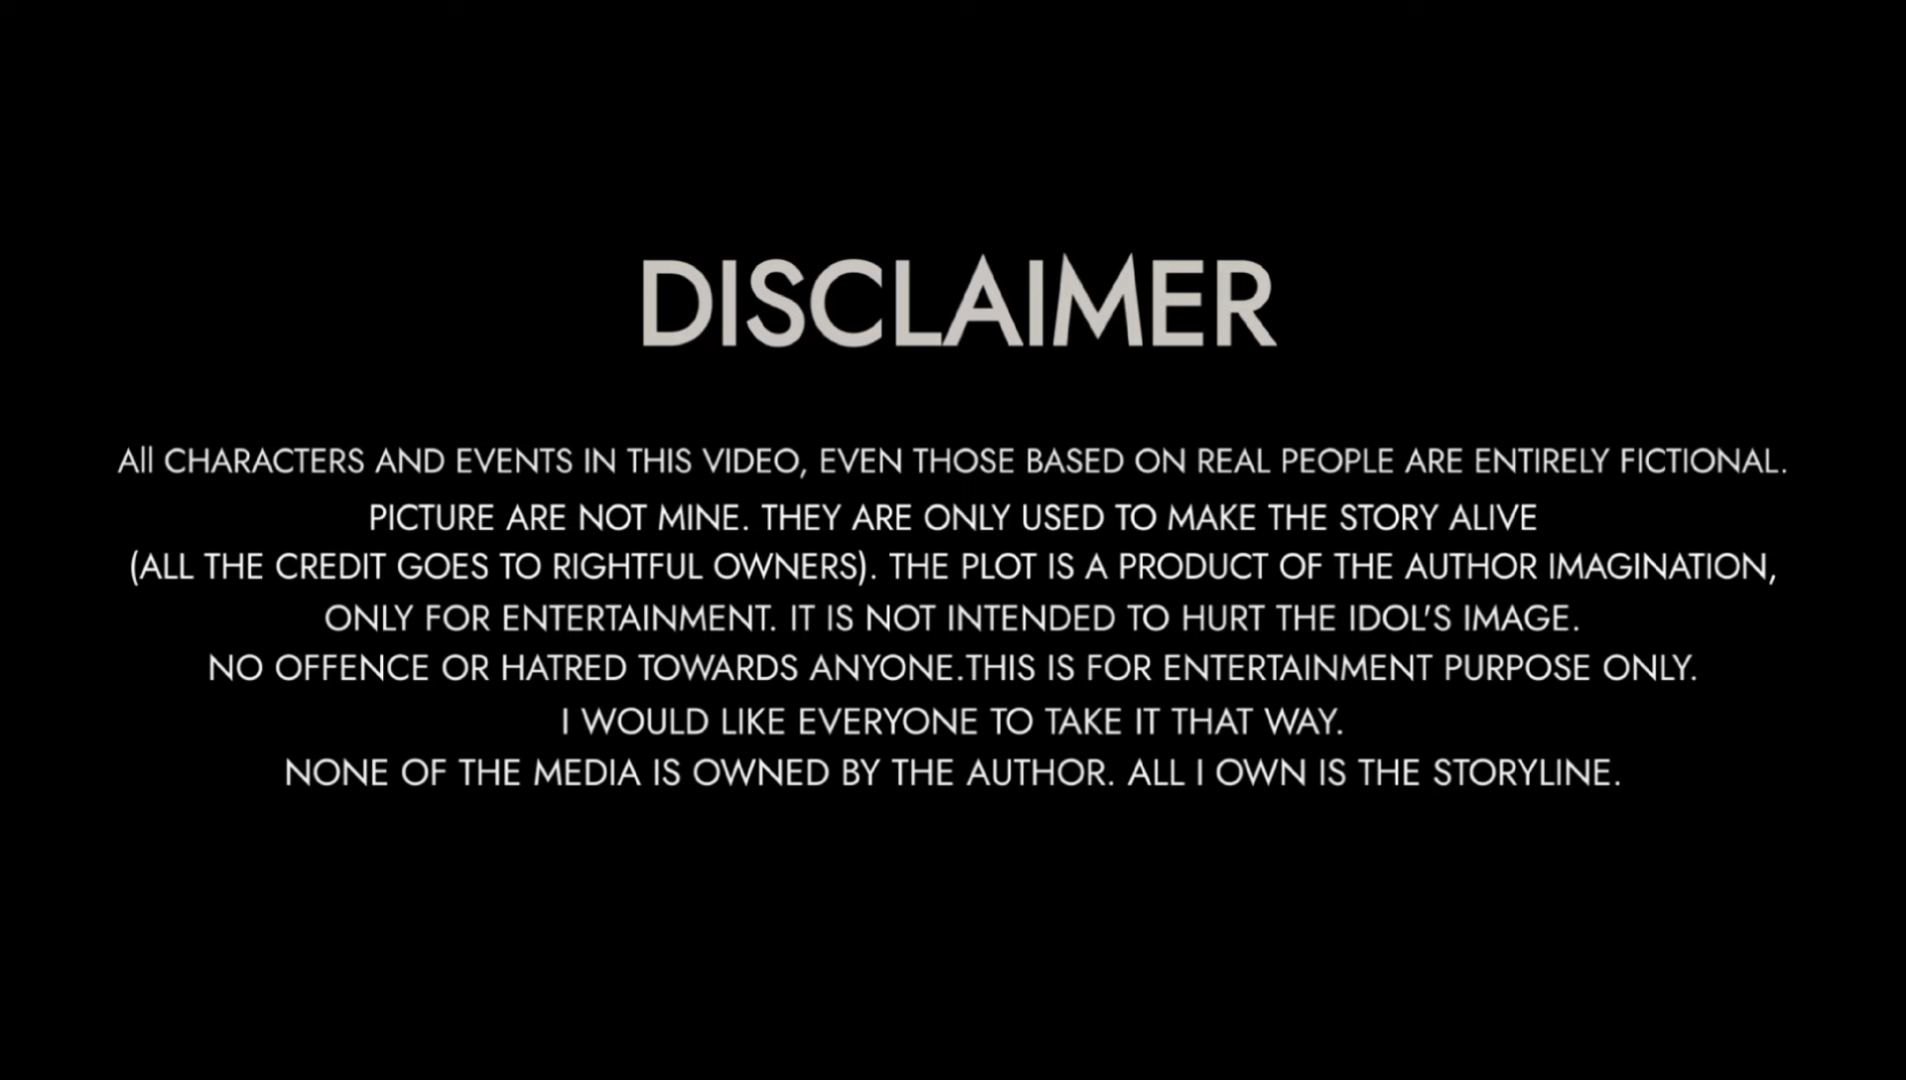 DISCLAIMER
All CHARACTERS AND EVENTS IN THIS VIDEO, EVEN THOSE BASED ON REAL PEOPLE ARE ENTIRELY FICTIONAL.
PICTURE ARE NOT MINE. THEY ARE ONLY USED TO MAKE THE STORY ALIVE
(ALL THE CREDIT GOES TO RIGHTFUL OWNERS). THE PLOT IS A PRODUCT OF THE AUTHOR IMAGINATION,
ONLY FOR ENTERTAINMENT. IT IS NOT INTENDED TO HURT THE IDOL'S IMAGE.
NO OFFENCE OR HATRED TOWARDS ANYONE.THIS IS FOR ENTERTAINMENT PURPOSE ONLY.
I WOULD LIKE EVERYONE TO TAKE IT THAT WAY.
NONE OF THE MEDIA IS OWNED BY THE AUTHOR. ALL I OWN IS THE STORYLINE.